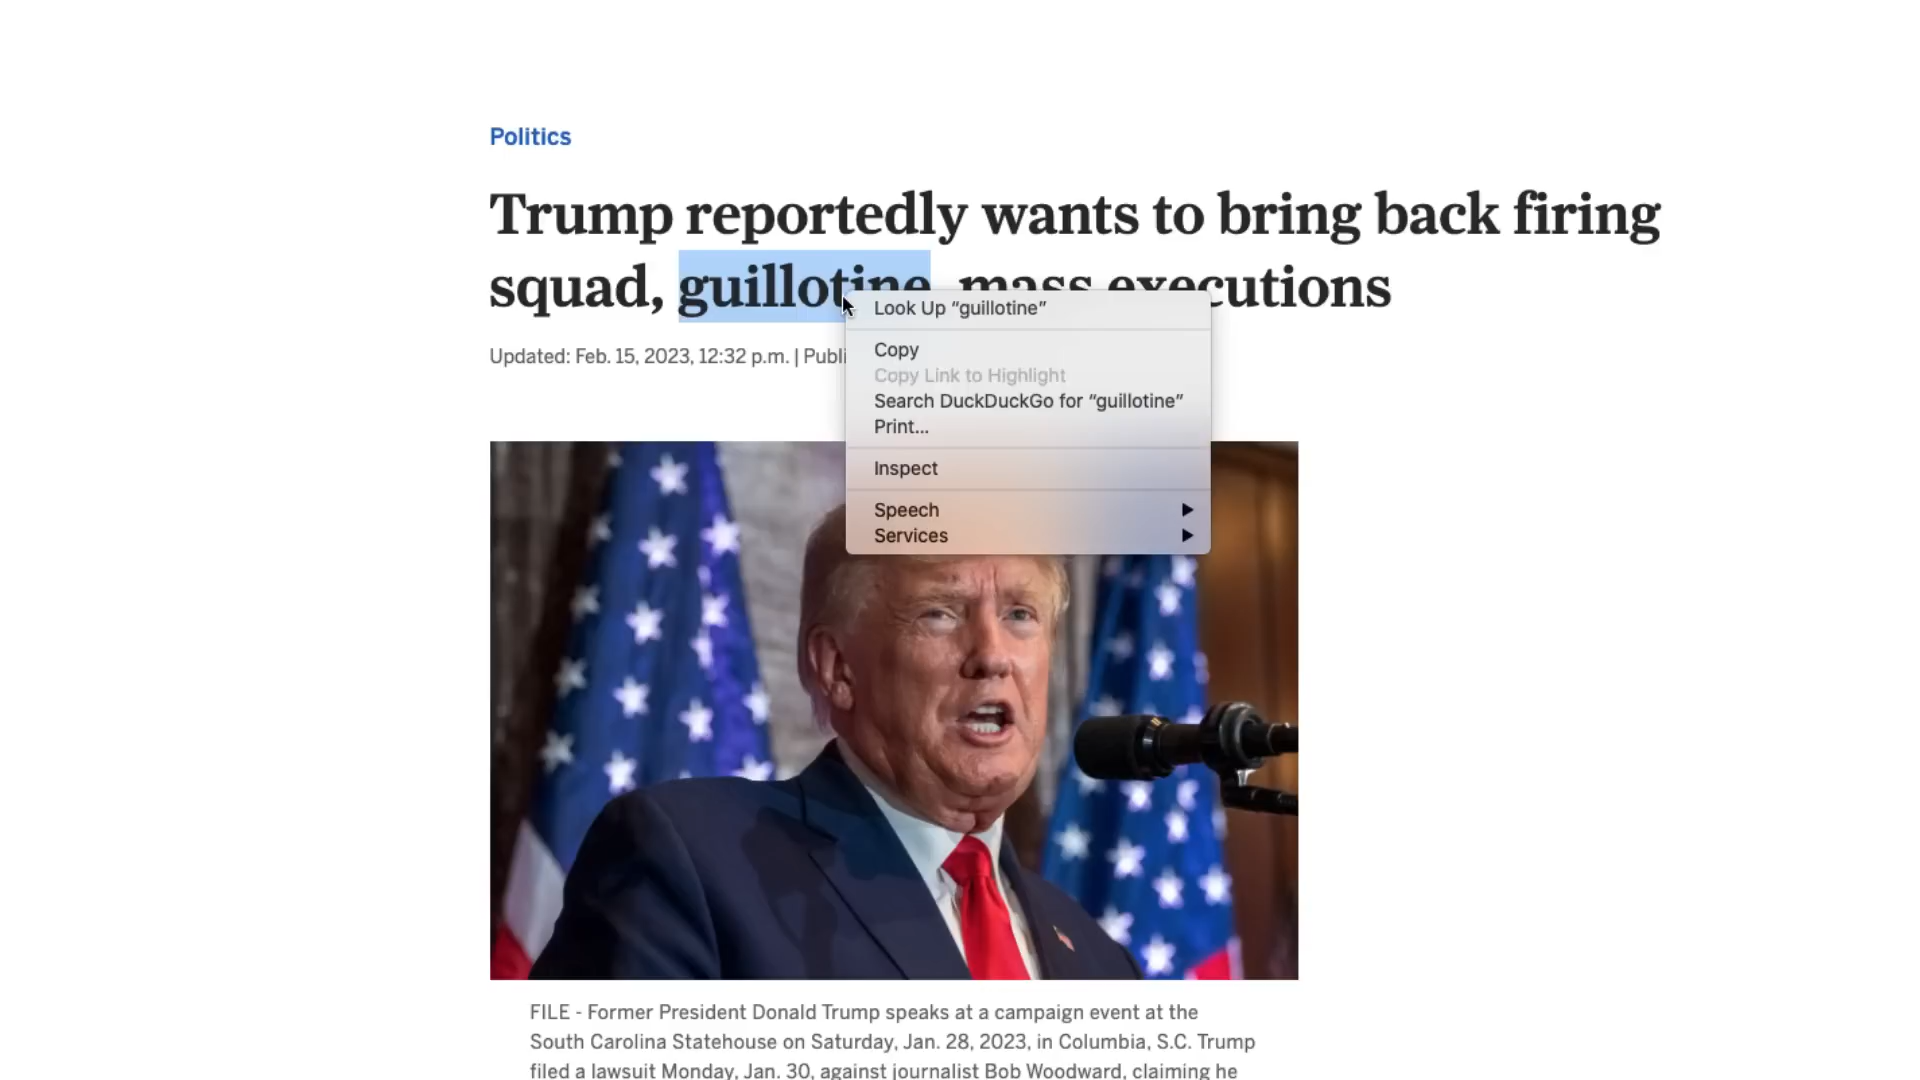 Politics
Trump reportedly wants to bring back firing
squad, guillotine, mass executions
Updated: Feb. 15, 2023, 12:32 p.m. |
Look Up “guillotine”
Copy
Copy Link to Highlight
Search DuckDuckGo for “guillotine”
Print...
Inspect
Speech
Services
FILE - Former President Donald Trump speaks at a campaign event at the
South Carolina Statehouse on Saturday, Jan. 28, 2023, in Columbia, S.C. Trump
filed a lawsuit Monday, Jan. 30, against journalist Bob Woodward, claiming he